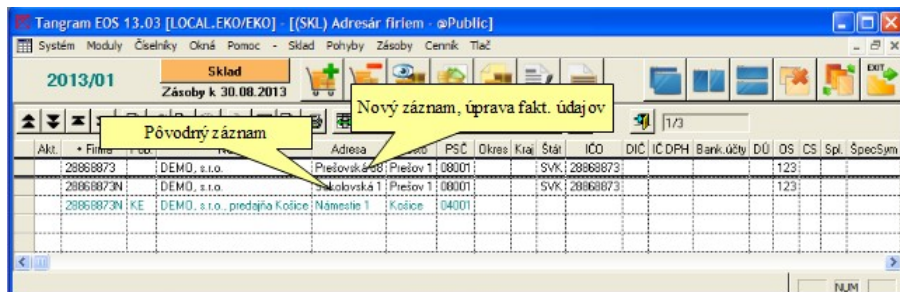 Tangram EOS 13.03 [LOCAL.EKO/EKO] - [(SKL) Adresár firiem - @Public]
Systém Moduly Číselníky Okná Pomoc - Sklad Pohyby Zásoby Cenník Tlač
2013/01 Sklad EXIT
Zásoby k 30.08.2013
Nový záznam, úprava fakt. údajov
Pôvodný záznam
1/3
Akt. Firma Adresa PSČ Okres Kraj Štát IČO DIČ IČ DPH Bank.účty DÚ OS CS Spl. ŠpecSym
28868873 DEMO, s.r.o. Prešovská 68 Prešov 1 08001 SVK 28868873 123
28868873N DEMO, s.r.o. Sokolovská 1 Prešov 1 08001 SVK 28868873 123
28868873N KE DEMO, s.r.o., predajňa Košice Námestie 1 Košice 04001
NUM